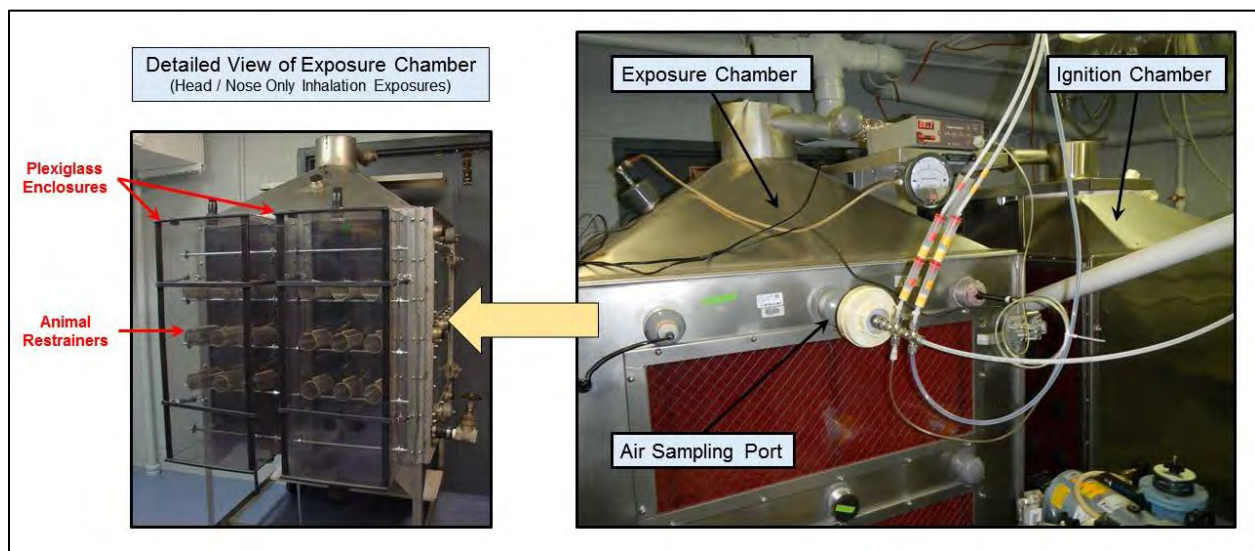 Detailed View of Exposure Chamber
(Head / Nose Only Inhalation Exposures)
Plexiglass
Enclosures
Animal
Restrainers
Exposure Chamber
Ignition Chamber
Air Sampling Port